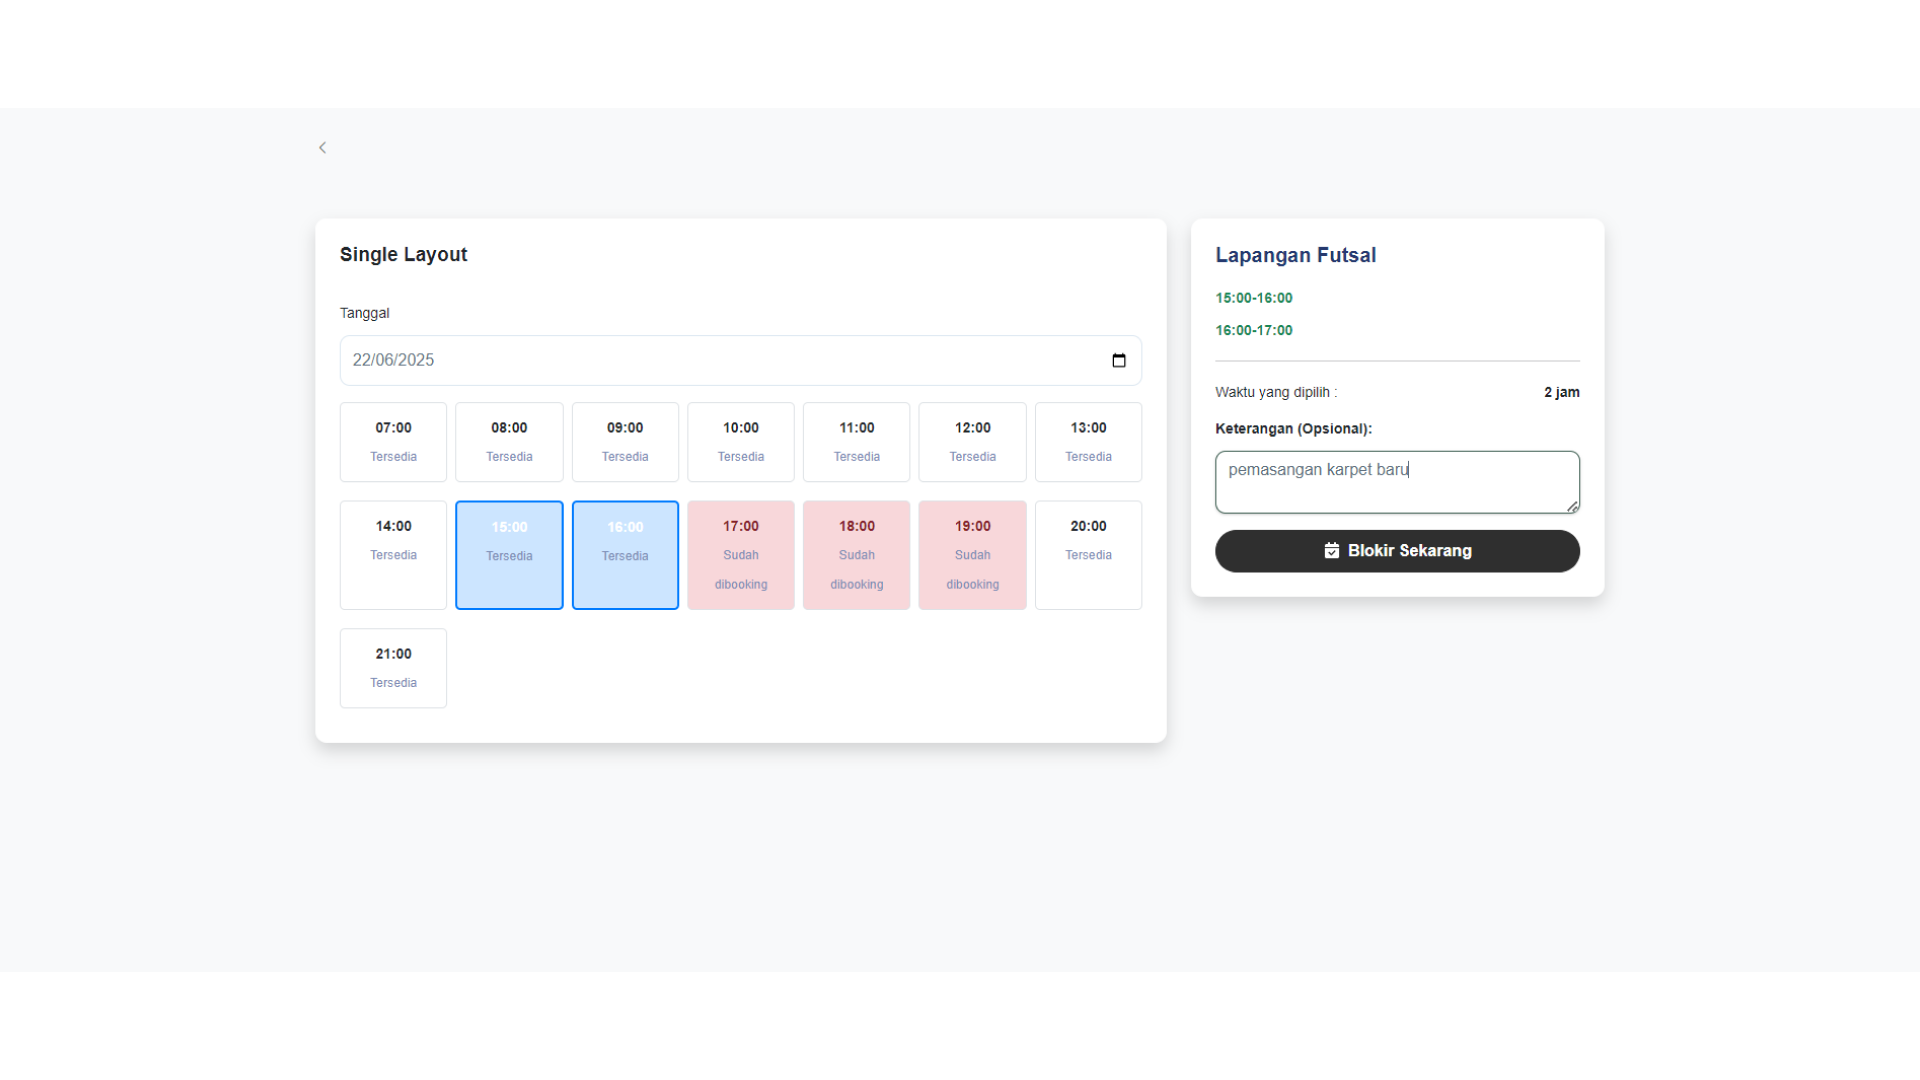 Single Layout
Tanggal
22/06/2025
07:00
Tersedia
08:00
Tersedia
09:00
Tersedia
10:00
Tersedia
11:00
Tersedia
12:00
Tersedia
13:00
Tersedia
14:00
Tersedia
15:00
Tersedia
16:00
Tersedia
17:00
Sudah
dibooking
18:00
Sudah
dibooking
19:00
Sudah
dibooking
20:00
Tersedia
21:00
Tersedia
Lapangan Futsal
15:00-16:00
16:00-17:00
Waktu yang dipilih : 2 jam
Keterangan (Opsional):
pemasangan karpet baru
Blokir Sekarang